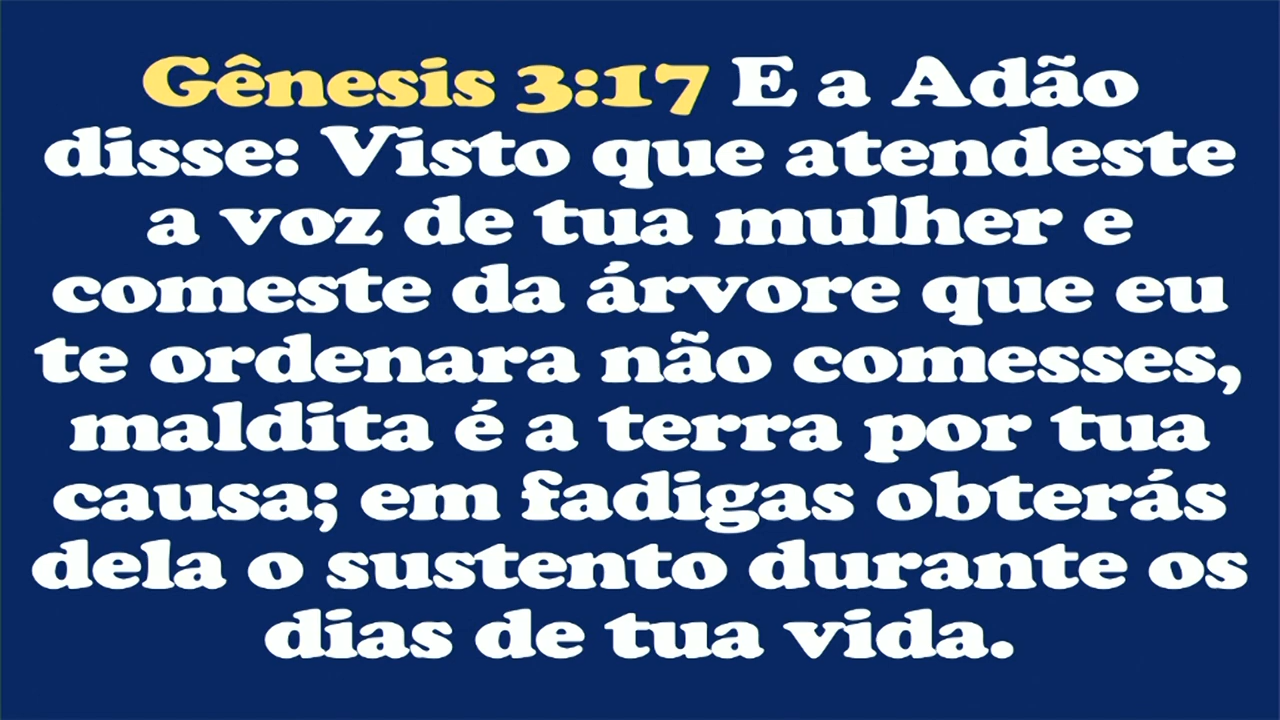 Gênesis 3:17 E a Adão
disse: Visto que atendeste
a voz de tua mulher e
comeste da árvore que eu
te ordenara não comesses,
maldita é a terra por tua
causa; em fadigas obterás
dela o sustento durante os
dias de tua vida.